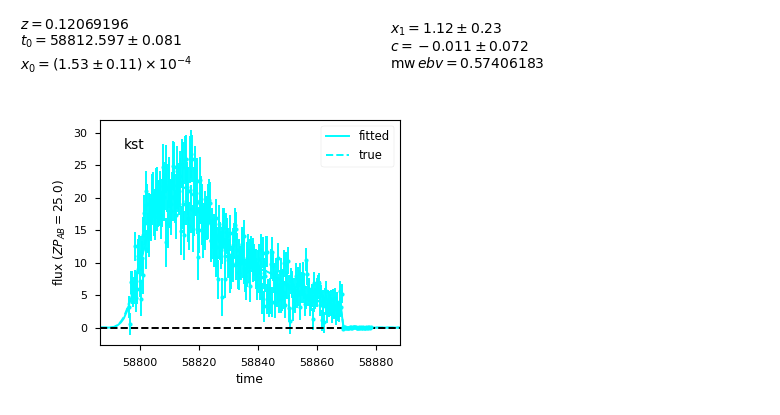 z = 0.12069196
t₀ = 58812.597 ± 0.081
x₀ = (1.53 ± 0.11) × 10⁻⁴
x₁ = 1.12 ± 0.23
c = −0.011 ± 0.072
mw ebv = 0.57406183
kst
fitted
true
30
25
20
15
10
5
0
flux (ZP_AB = 25.0)
58800 58820 58840 58860 58880
time